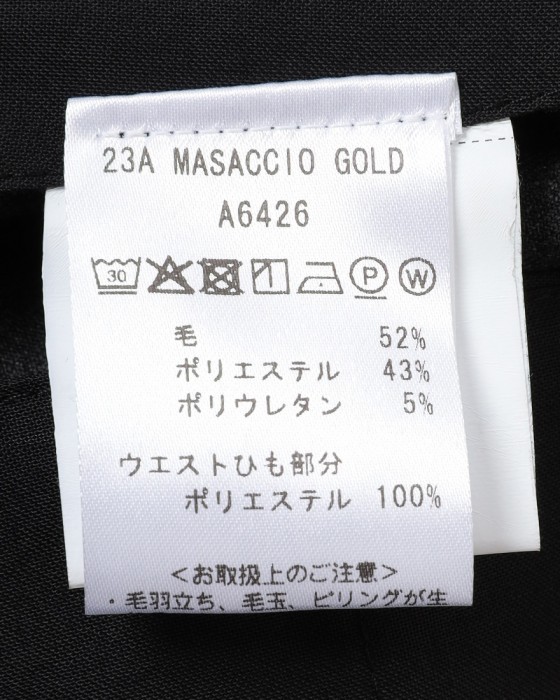 23A MASACCIO GOLD
A6426
30 P W
毛 52%
ポリエステル 43%
ポリウレタン 5%
ウエストひも部分
ポリエステル 100%
<お取扱上のご注意>
・毛羽立ち、毛玉、ピリングが生